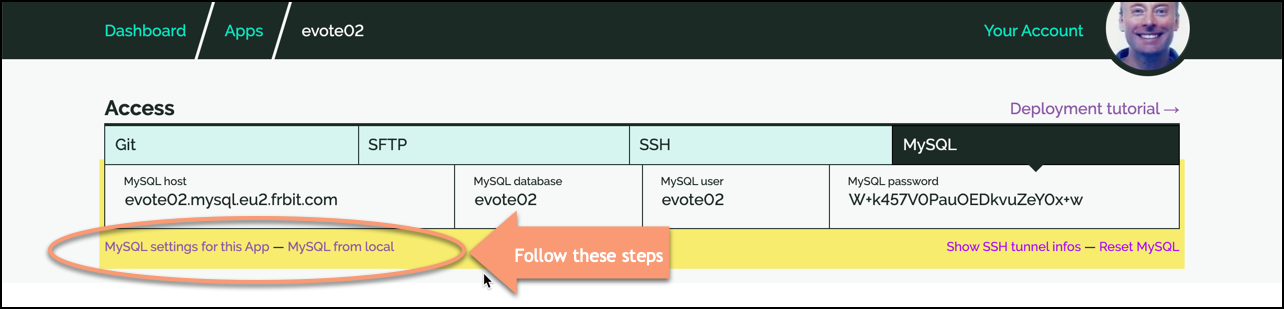 Dashboard Apps evote02 Your Account
Access Deployment tutorial →
Git SFTP SSH MySQL
MySQL host MySQL database MySQL user MySQL password
evote02.mysql.eu2.frbit.com evote02 evote02 W+k457V0PauOEDkvuZeY0x+w
MySQL settings for this App — MySQL from local Follow these steps Show SSH tunnel infos — Reset MySQL